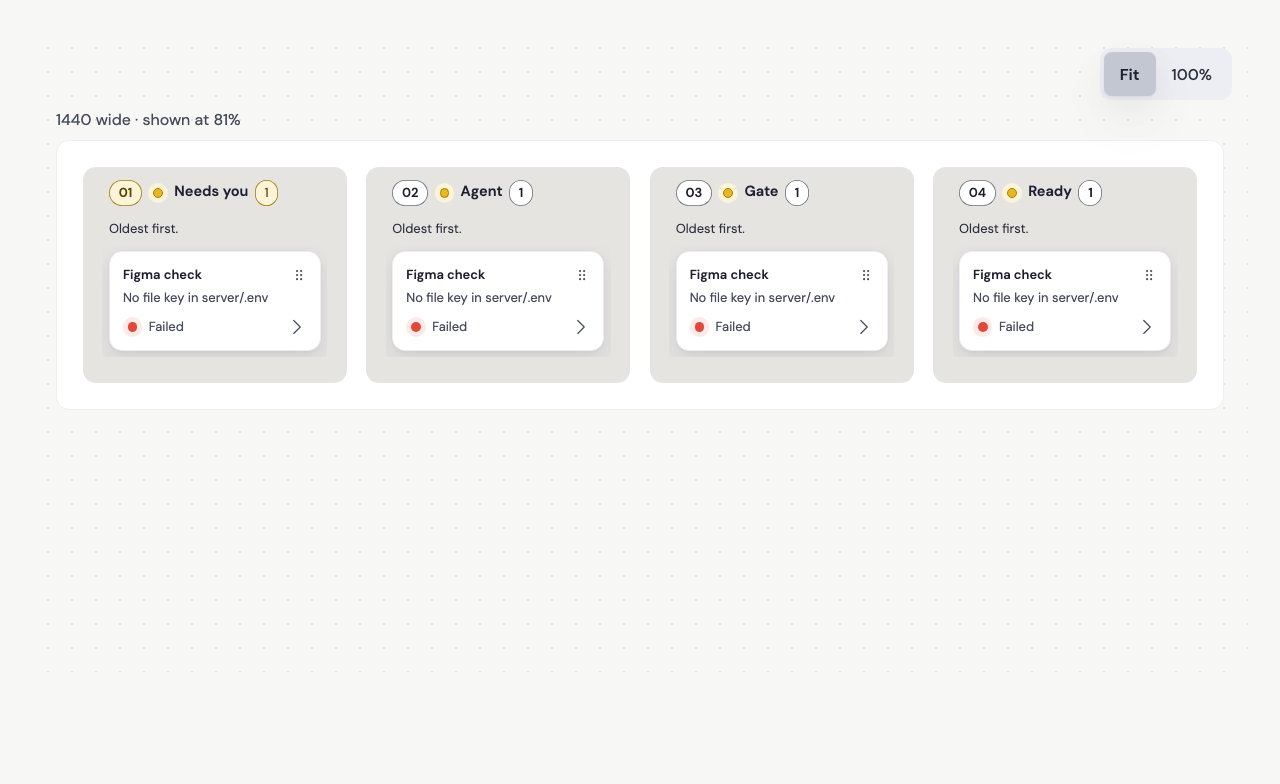 Fit 100%
1440 wide · shown at 81%
01 Needs you 1
Oldest first.
Figma check
No file key in server/.env
Failed
02 Agent 1
Oldest first.
Figma check
No file key in server/.env
Failed
03 Gate 1
Oldest first.
Figma check
No file key in server/.env
Failed
04 Ready 1
Oldest first.
Figma check
No file key in server/.env
Failed